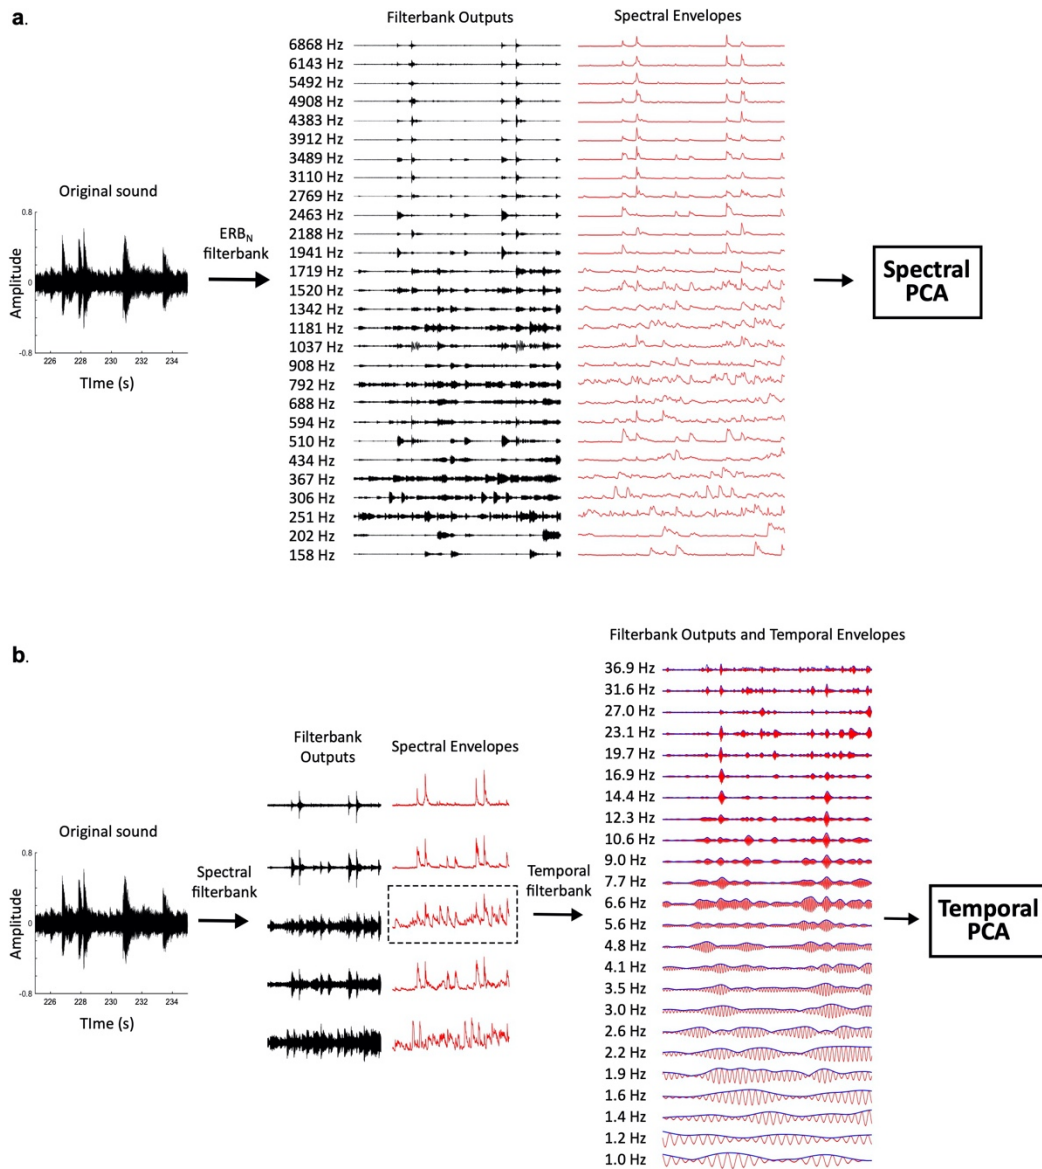 a.
Filterbank Outputs
Spectral Envelopes
6868 Hz
6143 Hz
5492 Hz
4908 Hz
4383 Hz
3912 Hz
3489 Hz
3110 Hz
2769 Hz
2463 Hz
2188 Hz
1941 Hz
1719 Hz
1520 Hz
1342 Hz
1181 Hz
1037 Hz
908 Hz
792 Hz
688 Hz
594 Hz
510 Hz
434 Hz
367 Hz
306 Hz
251 Hz
202 Hz
158 Hz
Original sound
0.8
0
-0.8
Amplitude
226 228 230 232 234
TIme (s)
ERBN
filterbank
Spectral
PCA
b.
Original sound
0.8
0
-0.8
Amplitude
226 228 230 232 234
TIme (s)
Spectral
filterbank
Filterbank
Outputs
Spectral Envelopes
Temporal
filterbank
Filterbank Outputs and Temporal Envelopes
36.9 Hz
31.6 Hz
27.0 Hz
23.1 Hz
19.7 Hz
16.9 Hz
14.4 Hz
12.3 Hz
10.6 Hz
9.0 Hz
7.7 Hz
6.6 Hz
5.6 Hz
4.8 Hz
4.1 Hz
3.5 Hz
3.0 Hz
2.6 Hz
2.2 Hz
1.9 Hz
1.6 Hz
1.4 Hz
1.2 Hz
1.0 Hz
Temporal
PCA